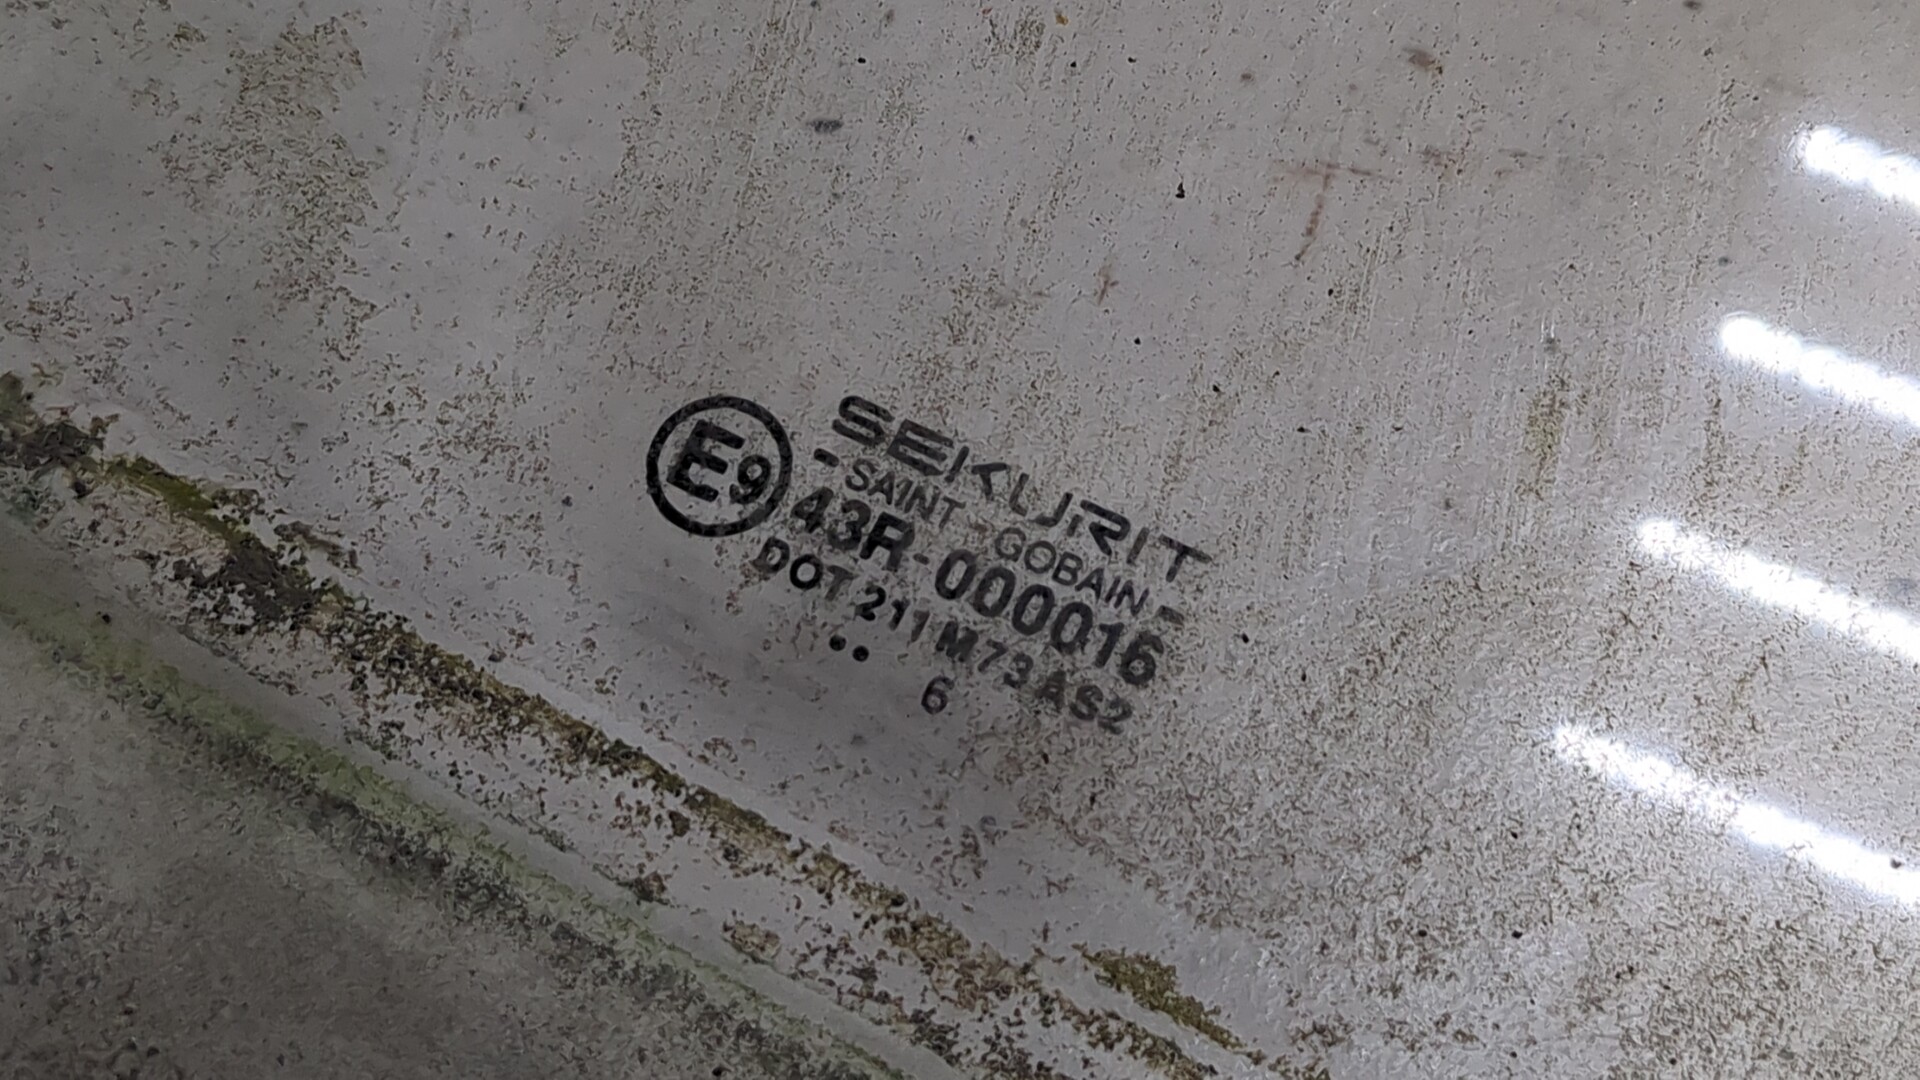 SEKURIT
- SAINT - GOBAIN -
E9 43R-000016
DOT 211 M73 AS2
..
6